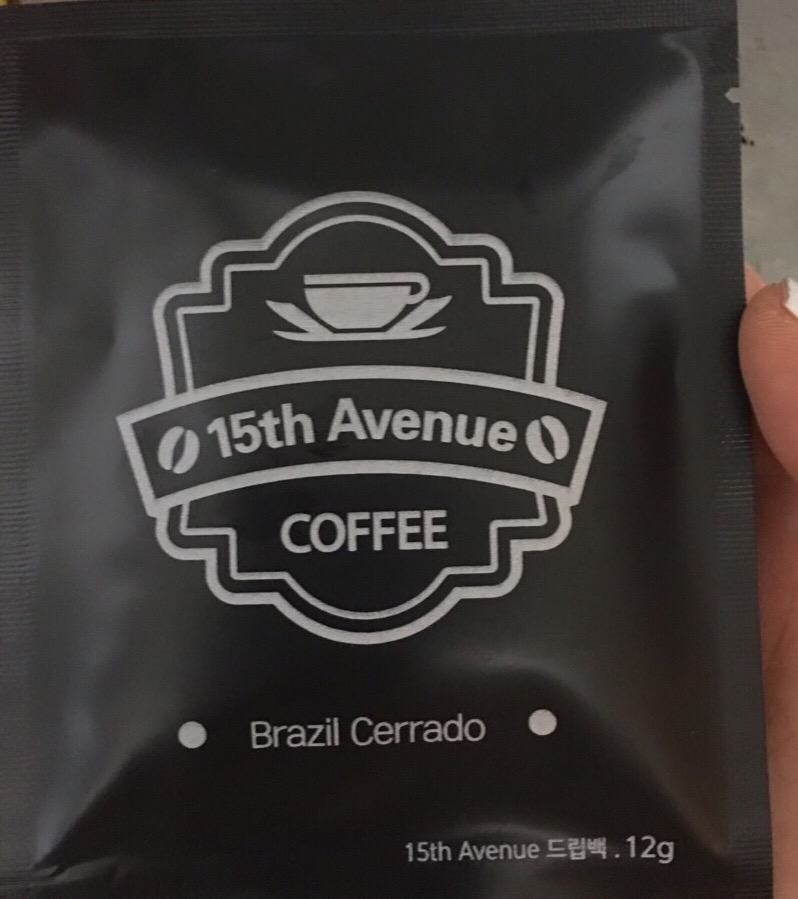 15th Avenue
COFFEE
Brazil Cerrado
15th Avenue 드립백 . 12g